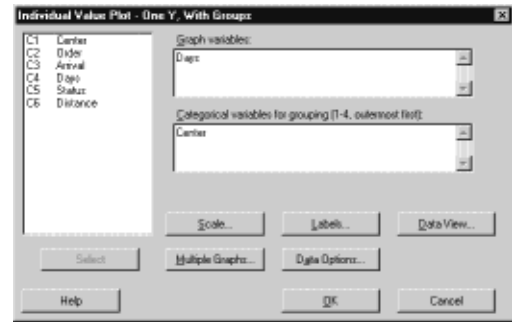 Individual Value Plot - One Y, With Groups
C1 Center
C2 Order
C3 Arrival
C4 Days
C5 Status
C6 Distance
Graph variables:
Days
Categorical variables for grouping (1-4, outermost first):
Center
Scale...
Labels...
Data View...
Select
Multiple Graphs...
Data Options...
Help
OK
Cancel